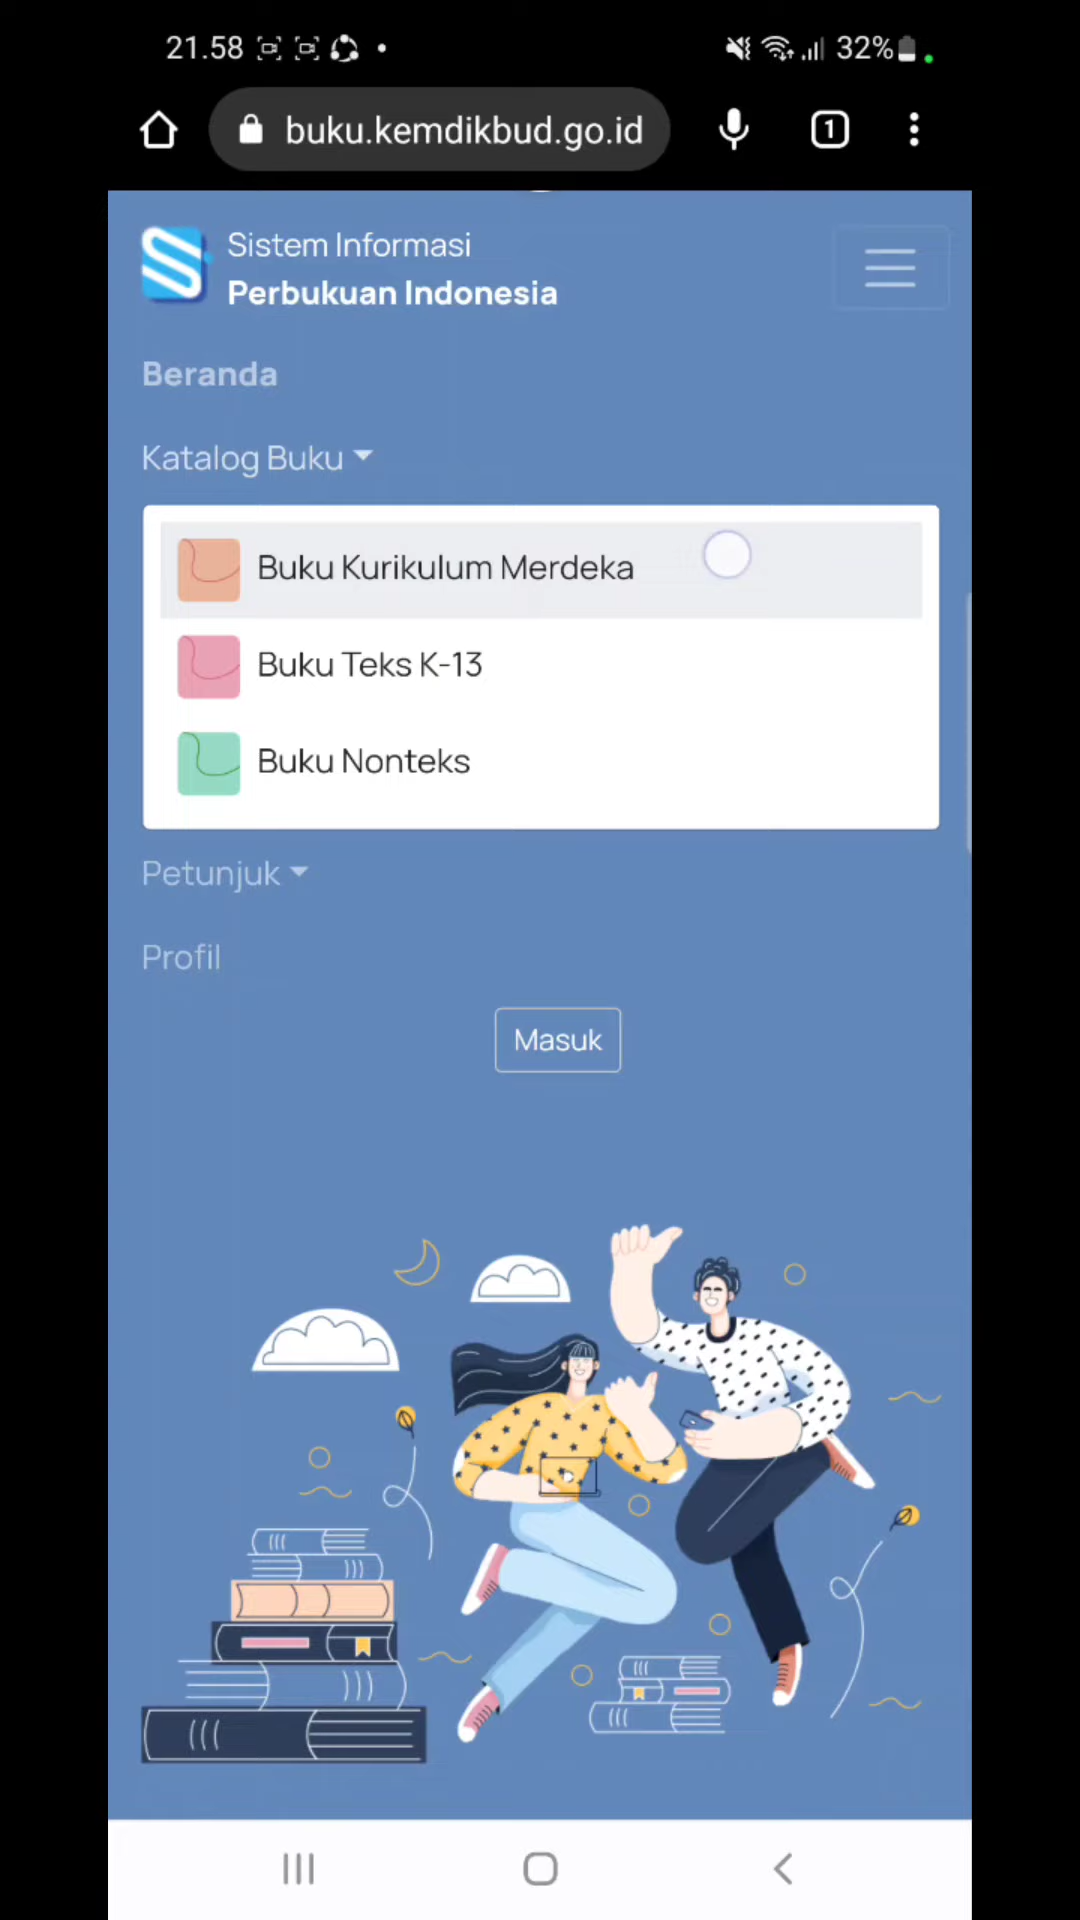 21.58
32%
buku.kemdikbud.go.id
1
Sistem Informasi
Perbukuan Indonesia
Beranda
Katalog Buku
Buku Kurikulum Merdeka
Buku Teks K-13
Buku Nonteks
Petunjuk
Profil
Masuk